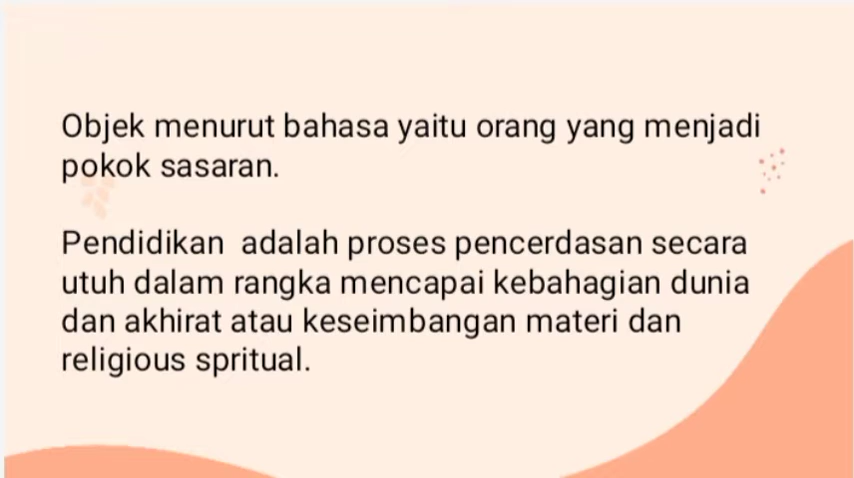 Objek menurut bahasa yaitu orang yang menjadi
pokok sasaran.
Pendidikan  adalah proses pencerdasan secara
utuh dalam rangka mencapai kebahagian dunia
dan akhirat atau keseimbangan materi dan
religious spritual.